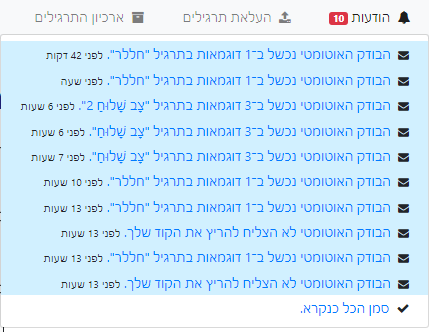 הודעות 10 העלאת תרגילים ארכיון התרגילים
הבודק האוטומטי נכשל ב־1 דוגמאות בתרגיל "חללר". לפני 42 דקות
הבודק האוטומטי נכשל ב־1 דוגמאות בתרגיל "חללר". לפני שעה
הבודק האוטומטי נכשל ב־3 דוגמאות בתרגיל "צָב שָׁלוּחַ 2". לפני 6 שעות
הבודק האוטומטי נכשל ב־3 דוגמאות בתרגיל "צָב שָׁלוּחַ". לפני 6 שעות
הבודק האוטומטי נכשל ב־3 דוגמאות בתרגיל "צָב שָׁלוּחַ". לפני 7 שעות
הבודק האוטומטי נכשל ב־1 דוגמאות בתרגיל "חללר". לפני 10 שעות
הבודק האוטומטי נכשל ב־1 דוגמאות בתרגיל "חללר". לפני 13 שעות
הבודק האוטומטי לא הצליח להריץ את הקוד שלך. לפני 13 שעות
הבודק האוטומטי נכשל ב־1 דוגמאות בתרגיל "חללר". לפני 13 שעות
הבודק האוטומטי לא הצליח להריץ את הקוד שלך. לפני 13 שעות
סמן הכל כנקרא.